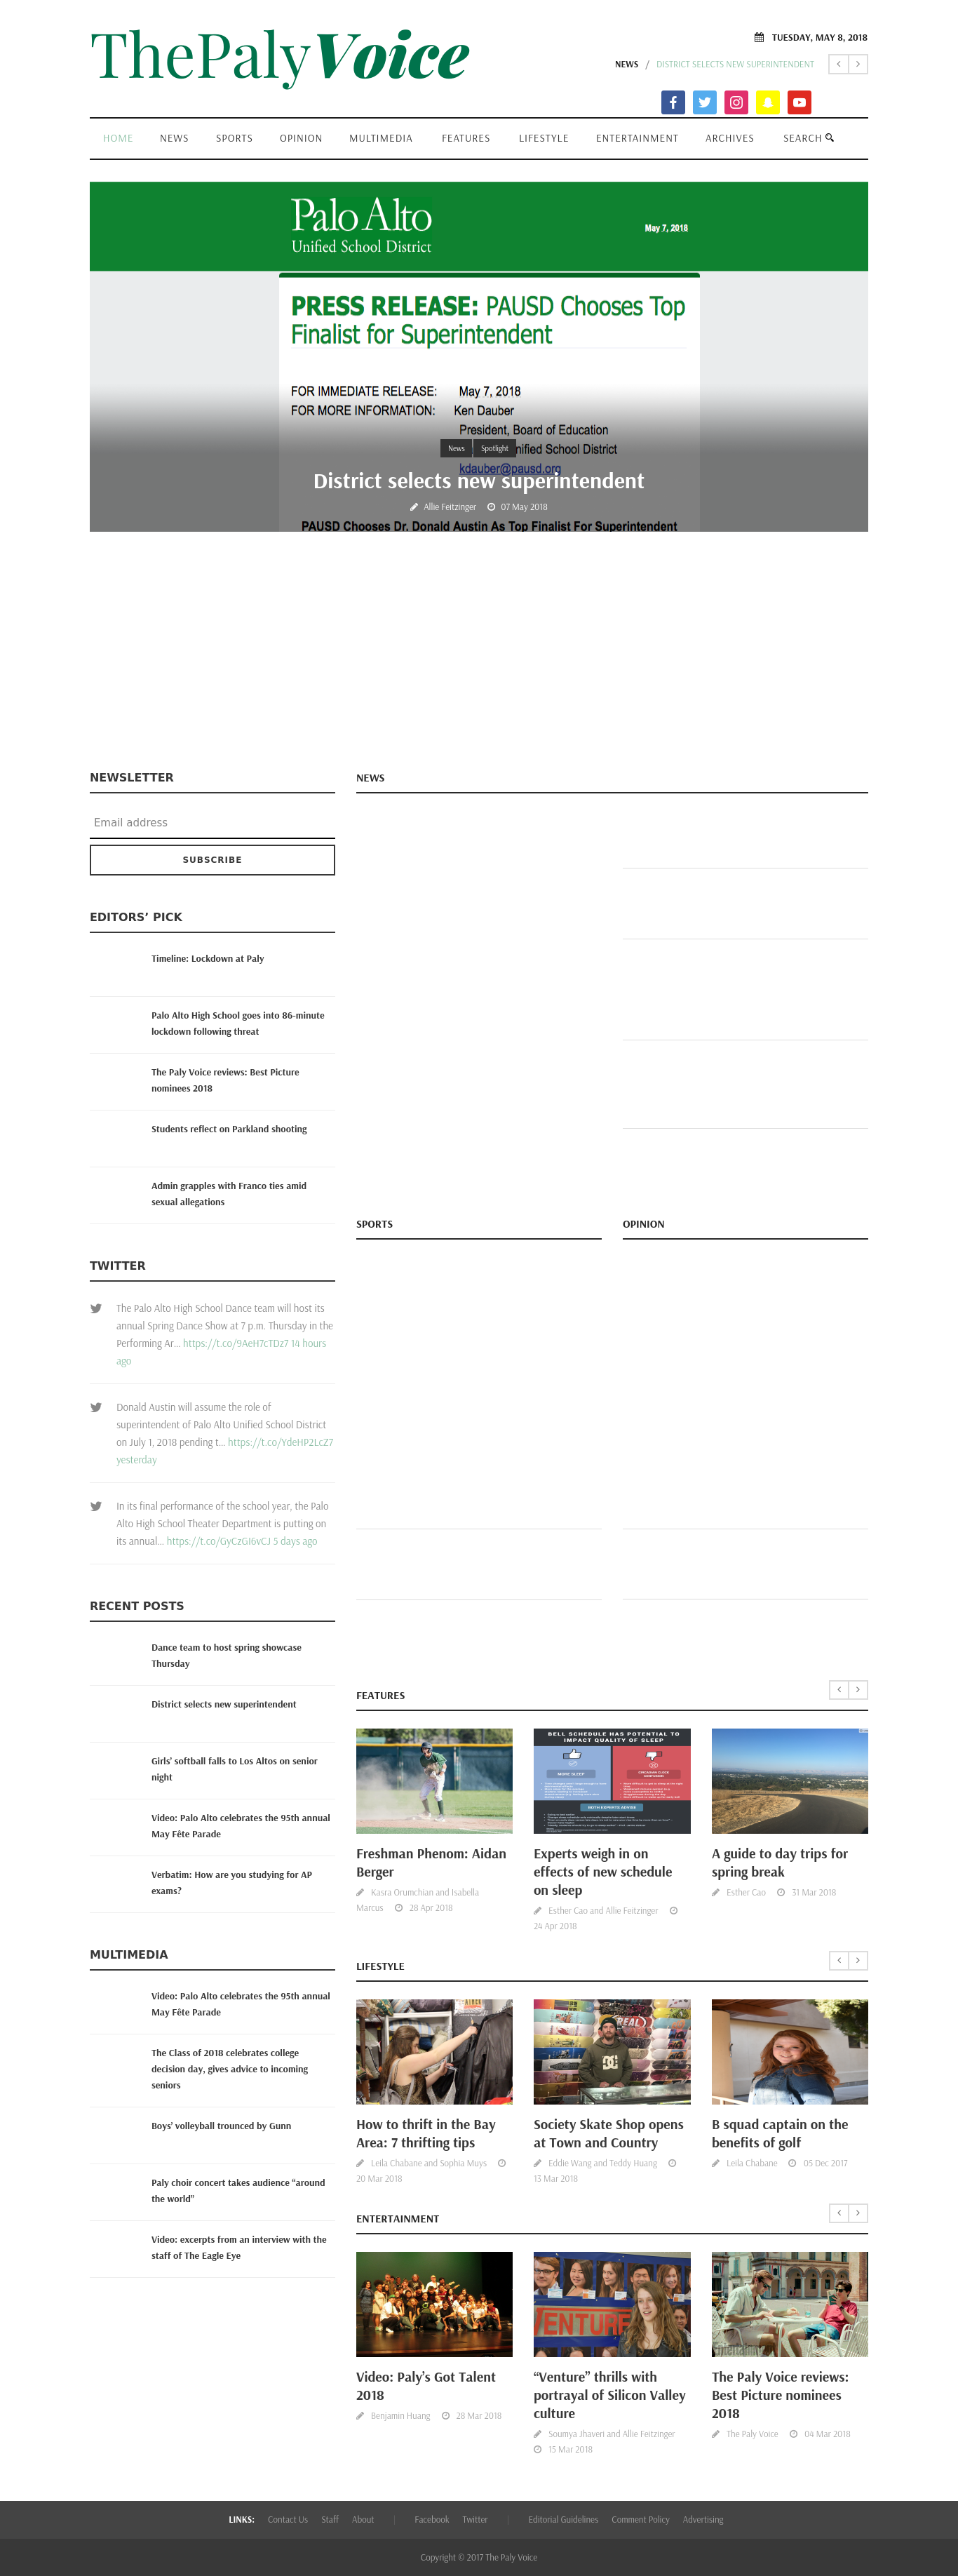 ThePalyVoice
TUESDAY, MAY 8, 2018
NEWS / DISTRICT SELECTS NEW SUPERINTENDENT
HOME NEWS SPORTS OPINION MULTIMEDIA FEATURES LIFESTYLE ENTERTAINMENT ARCHIVES SEARCH
Palo Alto
Unified School District
May 7, 2018
PRESS RELEASE: PAUSD Chooses Top
Finalist for Superintendent
FOR IMMEDIATE RELEASE: May 7, 2018
FOR MORE INFORMATION: Ken Dauber
President, Board of Education
News Spotlight
nified School District
kdauber@pausd.org
District selects new superintendent
Allie Feitzinger 07 May 2018
PAUSD Chooses Dr. Donald Austin As Top Finalist For Superintendent
NEWSLETTER
Email address
SUBSCRIBE
EDITORS’ PICK
Timeline: Lockdown at Paly
Palo Alto High School goes into 86-minute
lockdown following threat
The Paly Voice reviews: Best Picture
nominees 2018
Students reflect on Parkland shooting
Admin grapples with Franco ties amid
sexual allegations
TWITTER
The Palo Alto High School Dance team will host its
annual Spring Dance Show at 7 p.m. Thursday in the
Performing Ar… https://t.co/9AeH7cTDz7 14 hours
ago
Donald Austin will assume the role of
superintendent of Palo Alto Unified School District
on July 1, 2018 pending t… https://t.co/YdeHP2LcZ7
yesterday
In its final performance of the school year, the Palo
Alto High School Theater Department is putting on
its annual… https://t.co/GyCzGI6vCJ 5 days ago
RECENT POSTS
Dance team to host spring showcase
Thursday
District selects new superintendent
Girls’ softball falls to Los Altos on senior
night
Video: Palo Alto celebrates the 95th annual
May Fête Parade
Verbatim: How are you studying for AP
exams?
MULTIMEDIA
Video: Palo Alto celebrates the 95th annual
May Fête Parade
The Class of 2018 celebrates college
decision day, gives advice to incoming
seniors
Boys’ volleyball trounced by Gunn
Paly choir concert takes audience “around
the world”
Video: excerpts from an interview with the
staff of The Eagle Eye
NEWS
SPORTS
OPINION
FEATURES
BELL SCHEDULE HAS POTENTIAL TO
IMPACT QUALITY OF SLEEP
MORE SLEEP
BOTH EXPERTS ADVISE
Freshman Phenom: Aidan
Berger
Kasra Orumchian and Isabella
Marcus 28 Apr 2018
Experts weigh in on
effects of new schedule
on sleep
Esther Cao and Allie Feitzinger
24 Apr 2018
A guide to day trips for
spring break
Esther Cao 31 Mar 2018
LIFESTYLE
REAL
DC
How to thrift in the Bay
Area: 7 thrifting tips
Leila Chabane and Sophia Muys
20 Mar 2018
Society Skate Shop opens
at Town and Country
Eddie Wang and Teddy Huang
13 Mar 2018
B squad captain on the
benefits of golf
Leila Chabane 05 Dec 2017
ENTERTAINMENT
VENTURE
Video: Paly’s Got Talent
2018
Benjamin Huang 28 Mar 2018
“Venture” thrills with
portrayal of Silicon Valley
culture
Soumya Jhaveri and Allie Feitzinger
15 Mar 2018
The Paly Voice reviews:
Best Picture nominees
2018
The Paly Voice 04 Mar 2018
LINKS: Contact Us Staff About | Facebook Twitter | Editorial Guidelines Comment Policy Advertising
Copyright © 2017 The Paly Voice